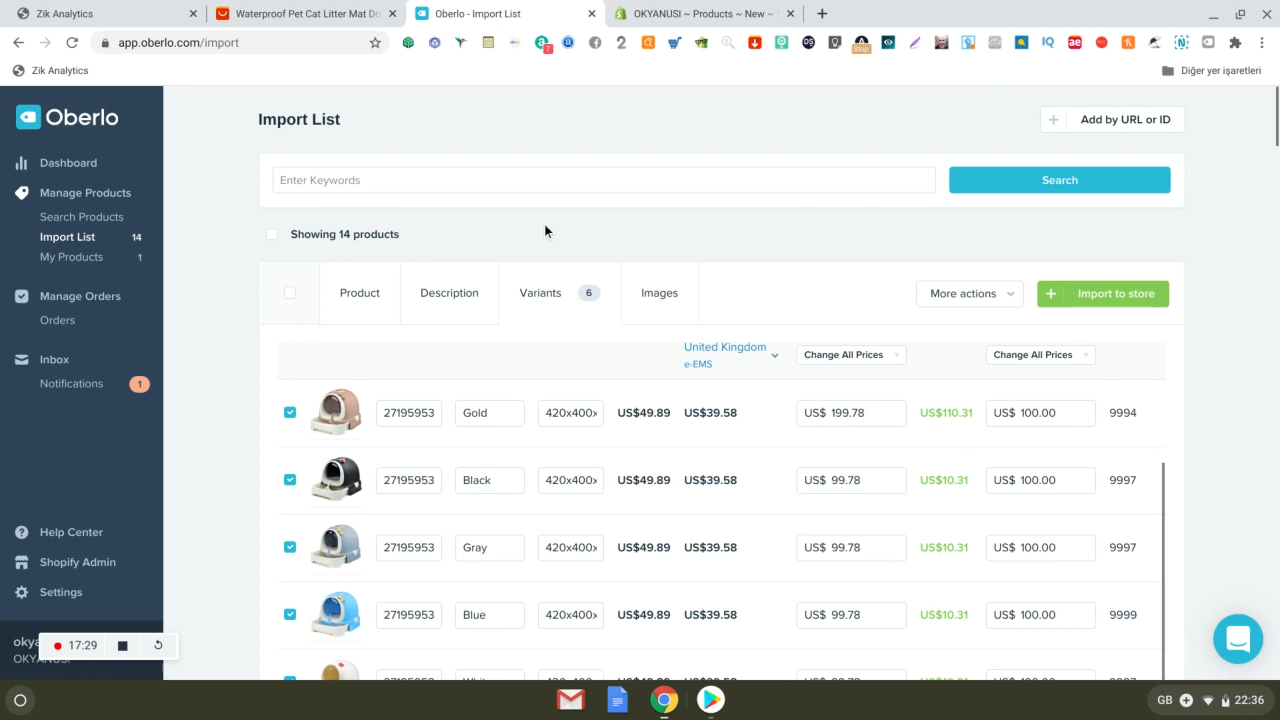 Zik Analytics
Waterproof Pet Cat Litter Mat Do
Oberlo - Import List
OKYANUSI ~ Products ~ New ~
app.oberlo.com/import
Zik Analytics
Diğer yer işaretleri
Oberlo
Dashboard
Manage Products
Search Products
Import List 14
My Products 1
Manage Orders
Orders
Inbox
Notifications 1
Help Center
Shopify Admin
Settings
OKYANUSI
17:29
Import List
Add by URL or ID
Enter Keywords
Search
Showing 14 products
Product
Description
Variants 6
Images
More actions
Import to store
United Kingdom
e-EMS
Change All Prices
Change All Prices
27195953 Gold 420x400x US$49.89 US$39.58 US$ 199.78 US$110.31 US$ 100.00 9994
27195953 Black 420x400x US$49.89 US$39.58 US$ 99.78 US$10.31 US$ 100.00 9997
27195953 Gray 420x400x US$49.89 US$39.58 US$ 99.78 US$10.31 US$ 100.00 9997
27195953 Blue 420x400x US$49.89 US$39.58 US$ 99.78 US$10.31 US$ 100.00 9999
GB
22:36